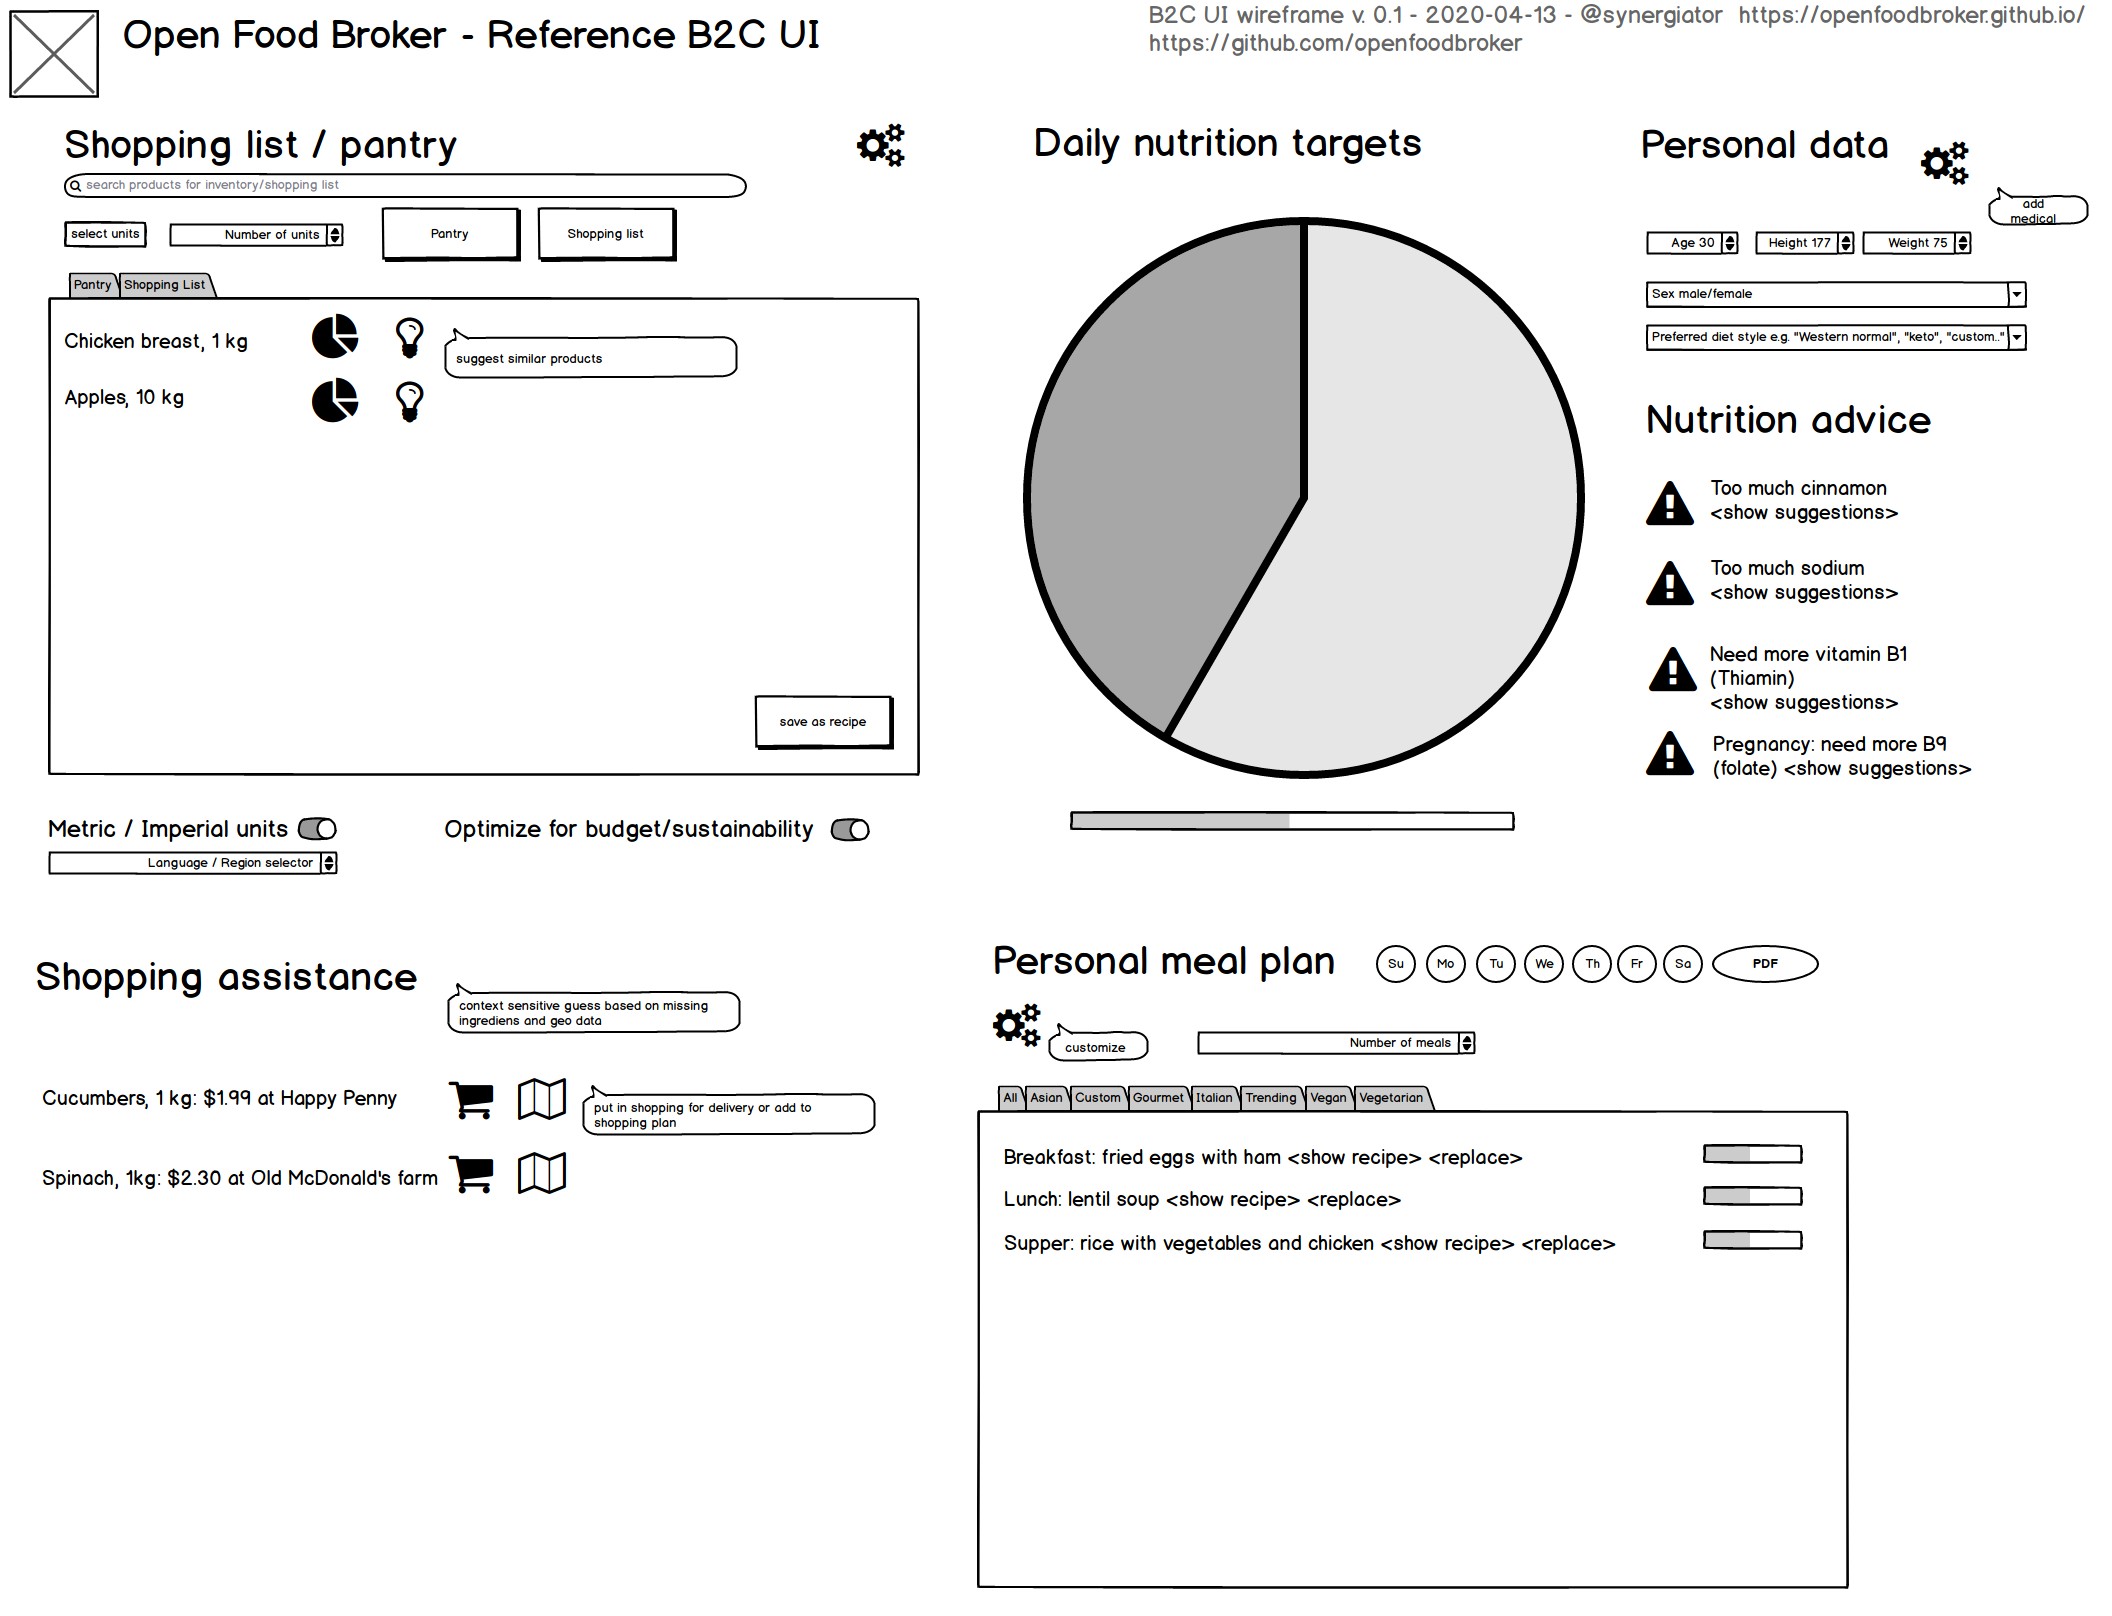 Open Food Broker - Reference B2C UI
B2C UI wireframe v. 0.1 - 2020-04-13 - @synergiator https://openfoodbroker.github.io/
https://github.com/openfoodbroker
Shopping list / pantry
search products for inventory/shopping list
select units
Number of units
Pantry
Shopping list
Pantry
Shopping List
Chicken breast, 1 kg
suggest similar products
Apples, 10 kg
save as recipe
Metric / Imperial units
Optimize for budget/sustainability
Language / Region selector
Daily nutrition targets
Personal data
add
medical
Age 30
Height 177
Weight 75
Sex male/female
Preferred diet style e.g. "Western normal", "keto", "custom.."
Nutrition advice
Too much cinnamon
<show suggestions>
Too much sodium
<show suggestions>
Need more vitamin B1
(Thiamin)
<show suggestions>
Pregnancy: need more B9
(folate) <show suggestions>
Shopping assistance
context sensitive guess based on missing
ingrediens and geo data
Cucumbers, 1 kg: $1.99 at Happy Penny
put in shopping for delivery or add to
shopping plan
Spinach, 1kg: $2.30 at Old McDonald's farm
Personal meal plan
Su
Mo
Tu
We
Th
Fr
Sa
PDF
customize
Number of meals
All
Asian
Custom
Gourmet
Italian
Trending
Vegan
Vegetarian
Breakfast: fried eggs with ham <show recipe> <replace>
Lunch: lentil soup <show recipe> <replace>
Supper: rice with vegetables and chicken <show recipe> <replace>